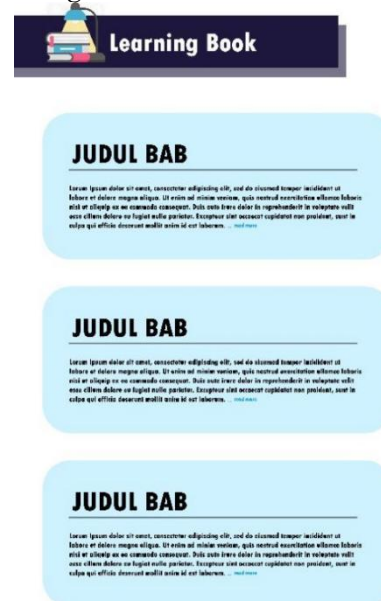 Learning Book
JUDUL BAB
Lorem ipsum dolor sit amet, consectetur adipiscing elit, sed do eiusmod tempor incididunt ut
labore et dolore magna aliqua. Ut enim ad minim veniam, quis nostrud exercitation ullamco laboris
nisi ut aliquip ex ea commodo consequat. Duis aute irure dolor in reprehenderit in voluptate velit
esse cillum dolore eu fugiat nulla pariatur. Excepteur sint occaecat cupidatat non proident, sunt in
culpa qui officia deserunt mollit anim id est laborum. ... read more
JUDUL BAB
Lorem ipsum dolor sit amet, consectetur adipiscing elit, sed do eiusmod tempor incididunt ut
labore et dolore magna aliqua. Ut enim ad minim veniam, quis nostrud exercitation ullamco laboris
nisi ut aliquip ex ea commodo consequat. Duis aute irure dolor in reprehenderit in voluptate velit
esse cillum dolore eu fugiat nulla pariatur. Excepteur sint occaecat cupidatat non proident, sunt in
culpa qui officia deserunt mollit anim id est laborum. ... read more
JUDUL BAB
Lorem ipsum dolor sit amet, consectetur adipiscing elit, sed do eiusmod tempor incididunt ut
labore et dolore magna aliqua. Ut enim ad minim veniam, quis nostrud exercitation ullamco laboris
nisi ut aliquip ex ea commodo consequat. Duis aute irure dolor in reprehenderit in voluptate velit
esse cillum dolore eu fugiat nulla pariatur. Excepteur sint occaecat cupidatat non proident, sunt in
culpa qui officia deserunt mollit anim id est laborum. ... read more